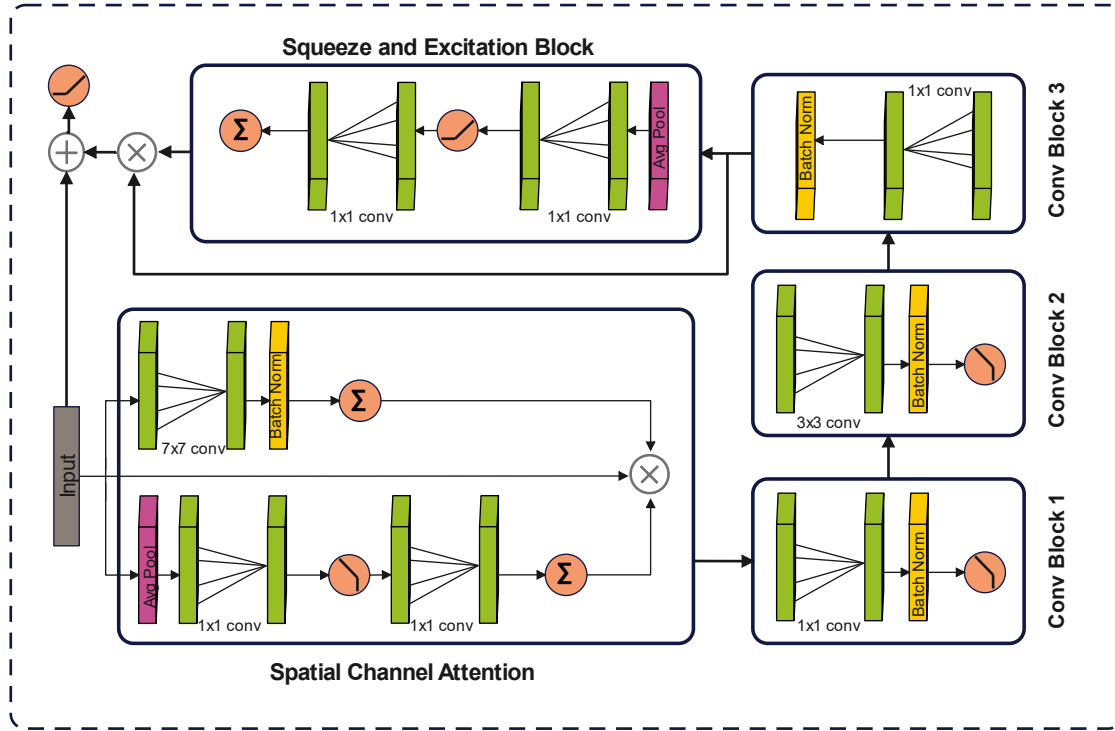 Squeeze and Excitation Block
Σ
1x1 conv
1x1 conv
Avg Pool
Batch Norm
1x1 conv
Conv Block 3
3x3 conv
Batch Norm
Conv Block 2
Input
7x7 conv
Batch Norm
Σ
Avg Pool
1x1 conv
1x1 conv
Σ
Spatial Channel Attention
1x1 conv
Batch Norm
Conv Block 1